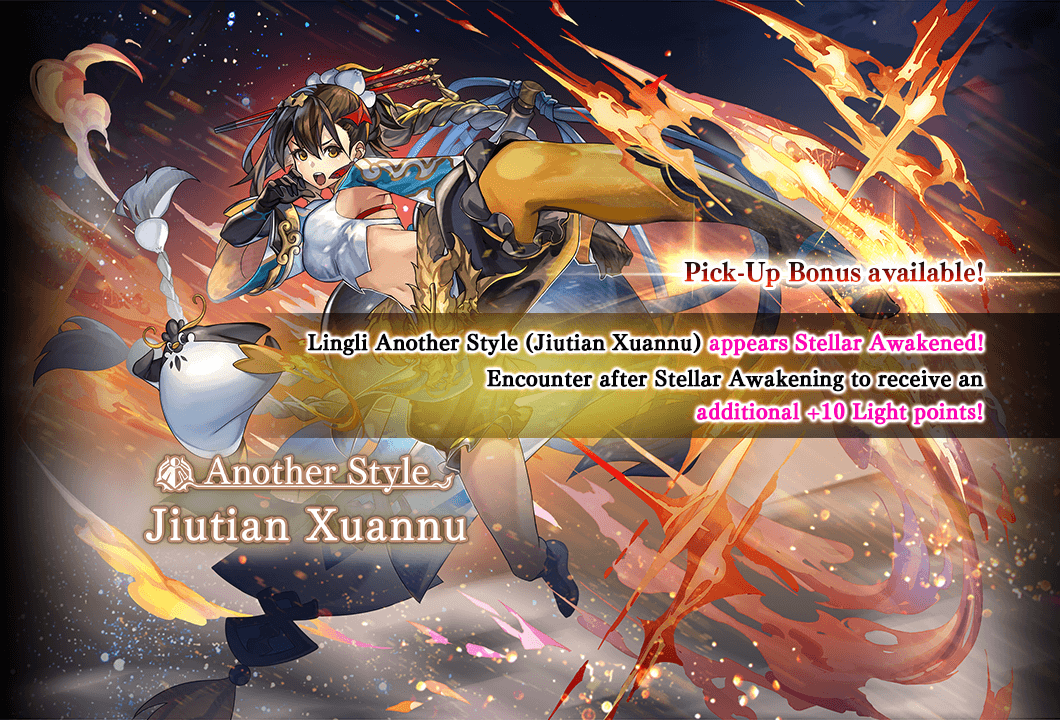 Pick-Up Bonus available!
Lingli Another Style (Jiutian Xuannu) appears Stellar Awakened!
Encounter after Stellar Awakening to receive an
additional +10 Light points!
Another Style
Jiutian Xuannu